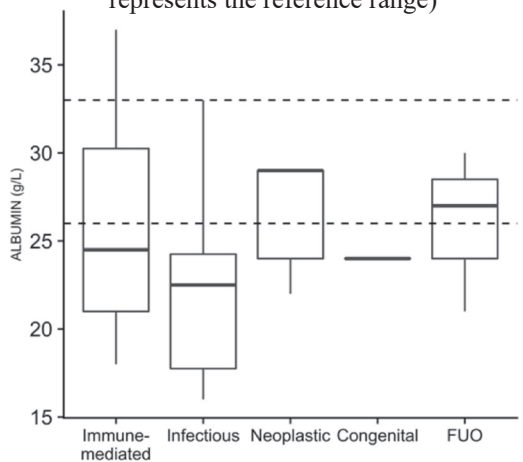 represents the reference range)
35
30
25
20
15
ALBUMIN (g/L)
Immune-
mediated
Infectious
Neoplastic
Congenital
FUO